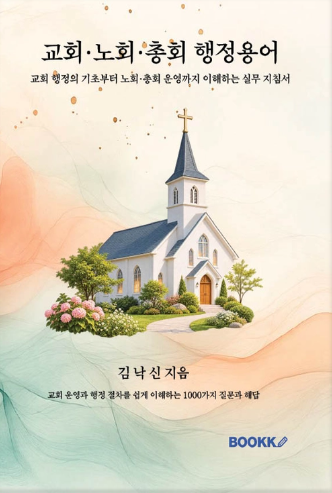 교회·노회·총회 행정용어
교회 행정의 기초부터 노회·총회 운영까지 이해하는 실무 지침서
김낙신 지음
교회 운영과 행정 절차를 쉽게 이해하는 1000가지 질문과 해답
BOOKK